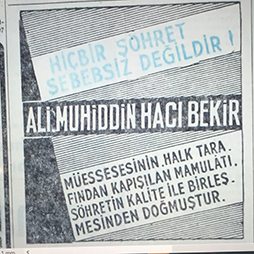 HİÇBİR ŞÖHRET
SEBEBSİZ DEĞİLDİR !
ALİ MUHİDDİN HACI BEKİR
MÜESSESESİNİN HALK TARA.
FINDAN KAPIŞILAN MAMULÂTI.
ŞÖHRETİN KALİTE İLE BİRLEŞ.
MESİNDEN DOĞMUŞTUR.